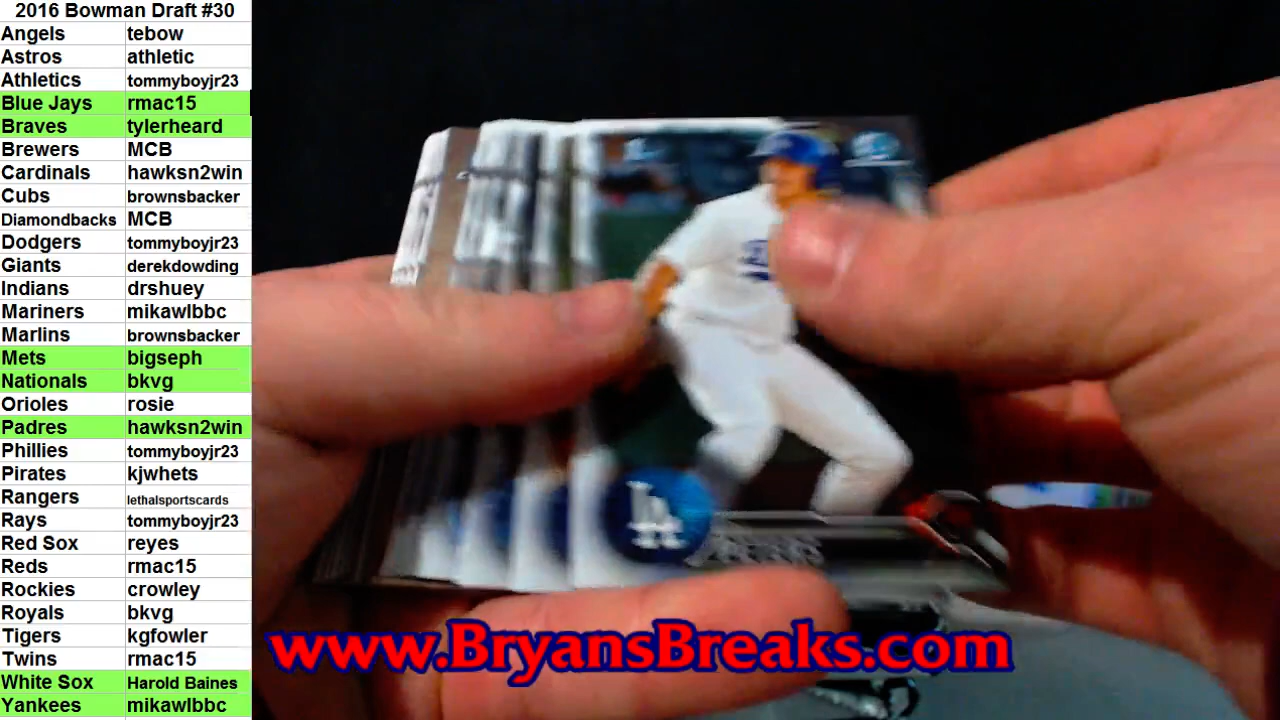 2016 Bowman Draft #30
Angels tebow
Astros athletic
Athletics tommyboyjr23
Blue Jays rmac15
Braves tylerheard
Brewers MCB
Cardinals hawksn2win
Cubs brownsbacker
Diamondbacks MCB
Dodgers tommyboyjr23
Giants derekdowding
Indians drshuey
Mariners mikawlbbc
Marlins brownsbacker
Mets bigseph
Nationals bkvg
Orioles rosie
Padres hawksn2win
Phillies tommyboyjr23
Pirates kjwhets
Rangers lethalsportscards
Rays tommyboyjr23
Red Sox reyes
Reds rmac15
Rockies crowley
Royals bkvg
Tigers kgfowler
Twins rmac15
White Sox Harold Baines
Yankees mikawlbbc
LA
www.BryansBreaks.com